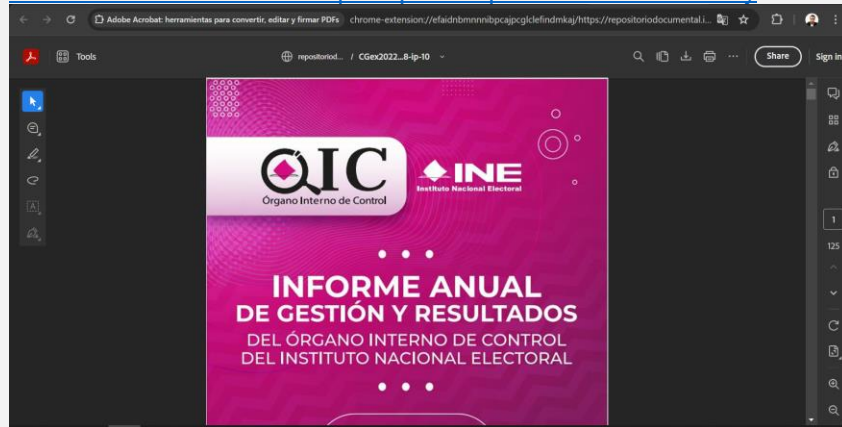 Adobe Acrobat: herramientas para convertir, editar y firmar PDFs chrome-extension://efaidnbmnnnibpcajpcglclefindmkaj/https://repositoriodocumental.i...
Tools
repositoriod... / CGex2022...8-ip-10
Share
Sign in
OIC
Órgano Interno de Control
INE
Instituto Nacional Electoral
1
125
INFORME ANUAL
DE GESTIÓN Y RESULTADOS
DEL ÓRGANO INTERNO DE CONTROL
DEL INSTITUTO NACIONAL ELECTORAL